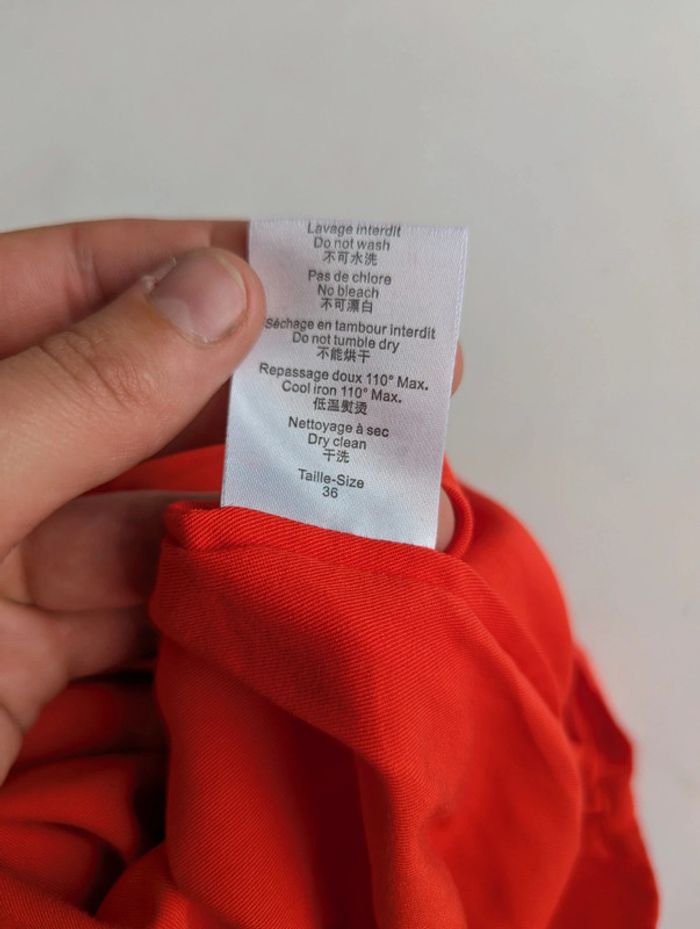 Lavage interdit
Do not wash
不可水洗
Pas de chlore
No bleach
不可漂白
Séchage en tambour interdit
Do not tumble dry
不能烘干
Repassage doux 110° Max.
Cool iron 110° Max.
低温熨烫
Nettoyage à sec
Dry clean
干洗
Taille-Size
36